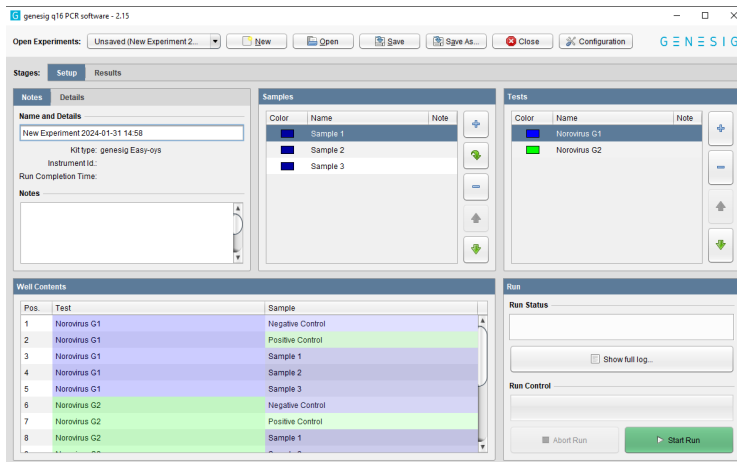 genesig q16 PCR software - 2.15
Open Experiments: Unsaved (New Experiment 2... New Open Save Save As... Close Configuration GENESIG
Stages: Setup Results
Notes Details
Name and Details
New Experiment 2024-01-31 14:58
Kit type: genesig Easy-oys
Instrument Id.:
Run Completion Time:
Notes
Samples
Color Name Note
Sample 1
Sample 2
Sample 3
Tests
Color Name Note
Norovirus G1
Norovirus G2
Well Contents
Pos. Test Sample
1 Norovirus G1 Negative Control
2 Norovirus G1 Positive Control
3 Norovirus G1 Sample 1
4 Norovirus G1 Sample 2
5 Norovirus G1 Sample 3
6 Norovirus G2 Negative Control
7 Norovirus G2 Positive Control
8 Norovirus G2 Sample 1
Run
Run Status
Show full log...
Run Control
Abort Run Start Run